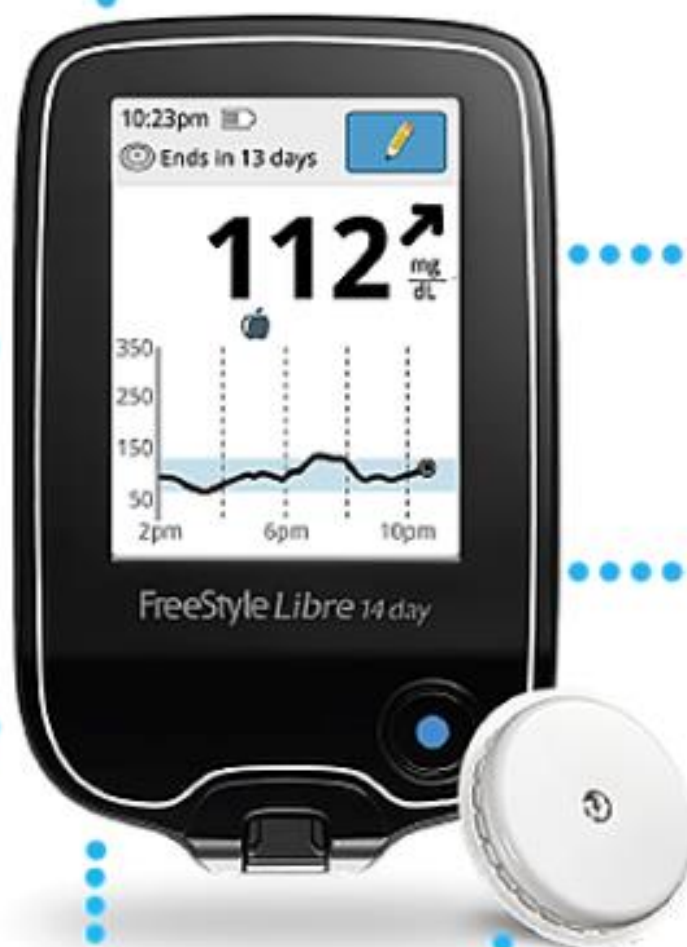 10:23pm
Ends in 13 days
112 mg/dL
350
250
150
50
2pm 6pm 10pm
FreeStyle Libre 14 day